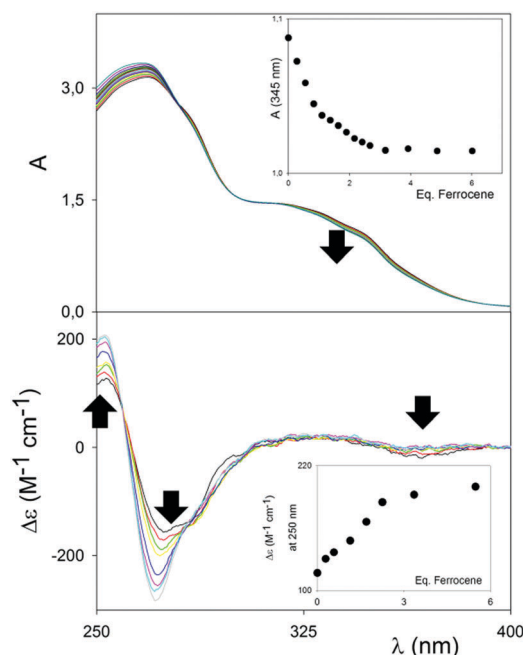 3,0
A
1,5
0,0
1,1
A (345 nm)
1,0
0
2
4
6
Eq. Ferrocene
200
0
-200
Δε (M⁻¹ cm⁻¹)
220
Δε (M⁻¹ cm⁻¹)
at 250 nm
100
Eq. Ferrocene
0
3
6
250
325
400
λ (nm)